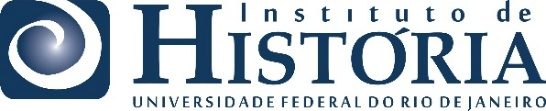 Instituto de
HISTÓRIA
UNIVERSIDADE FEDERAL DO RIO DE JANEIRO